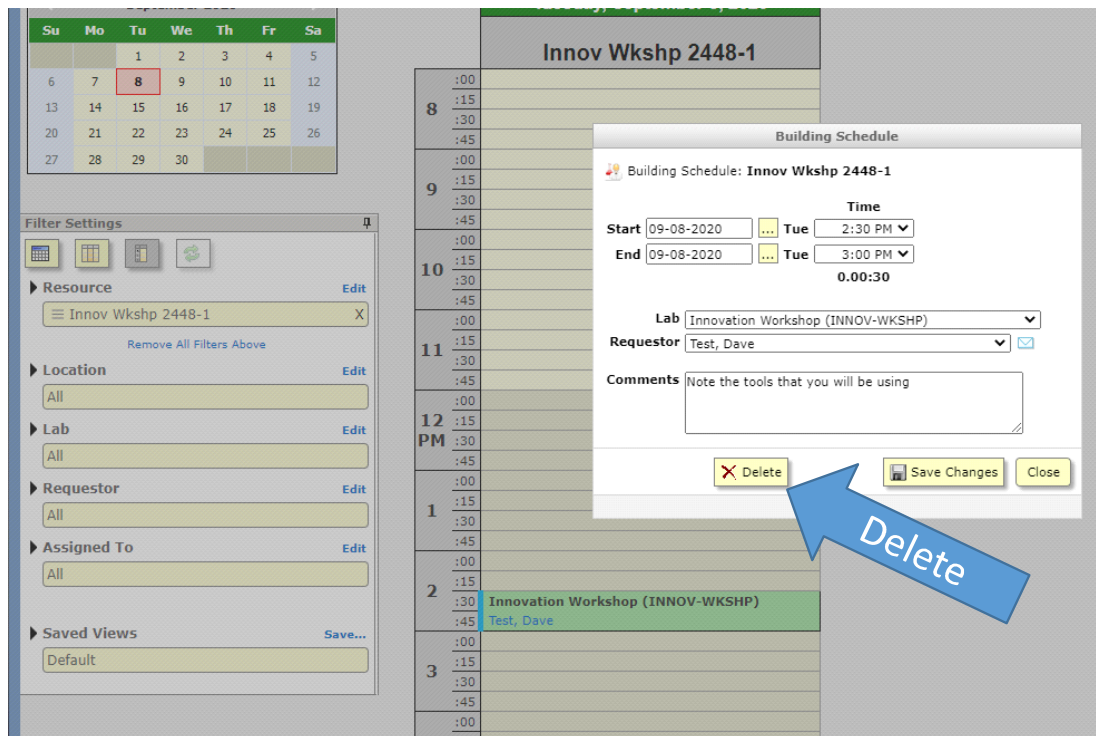 Su Mo Tu We Th Fr Sa
1 2 3 4 5
6 7 8 9 10 11 12
13 14 15 16 17 18 19
20 21 22 23 24 25 26
27 28 29 30
Filter Settings
Resource Edit
Innov Wkshp 2448-1 X
Remove All Filters Above
Location Edit
All
Lab Edit
All
Requestor Edit
All
Assigned To Edit
All
Saved Views Save...
Default
Tuesday, September 8, 2020
Innov Wkshp 2448-1
8 :00
:15
:30
:45
9 :00
:15
:30
:45
10 :00
:15
:30
:45
11 :00
:15
:30
:45
12 PM :00
:15
:30
:45
1 :00
:15
:30
:45
2 :00
:15
:30 Innovation Workshop (INNOV-WKSHP)
:45 Test, Dave
3 :00
:15
:30
:45
:00
Building Schedule
Building Schedule: Innov Wkshp 2448-1
Time
Start 09-08-2020 ... Tue 2:30 PM
End 09-08-2020 ... Tue 3:00 PM
0.00:30
Lab Innovation Workshop (INNOV-WKSHP)
Requestor Test, Dave
Comments Note the tools that you will be using
Delete Save Changes Close
Delete